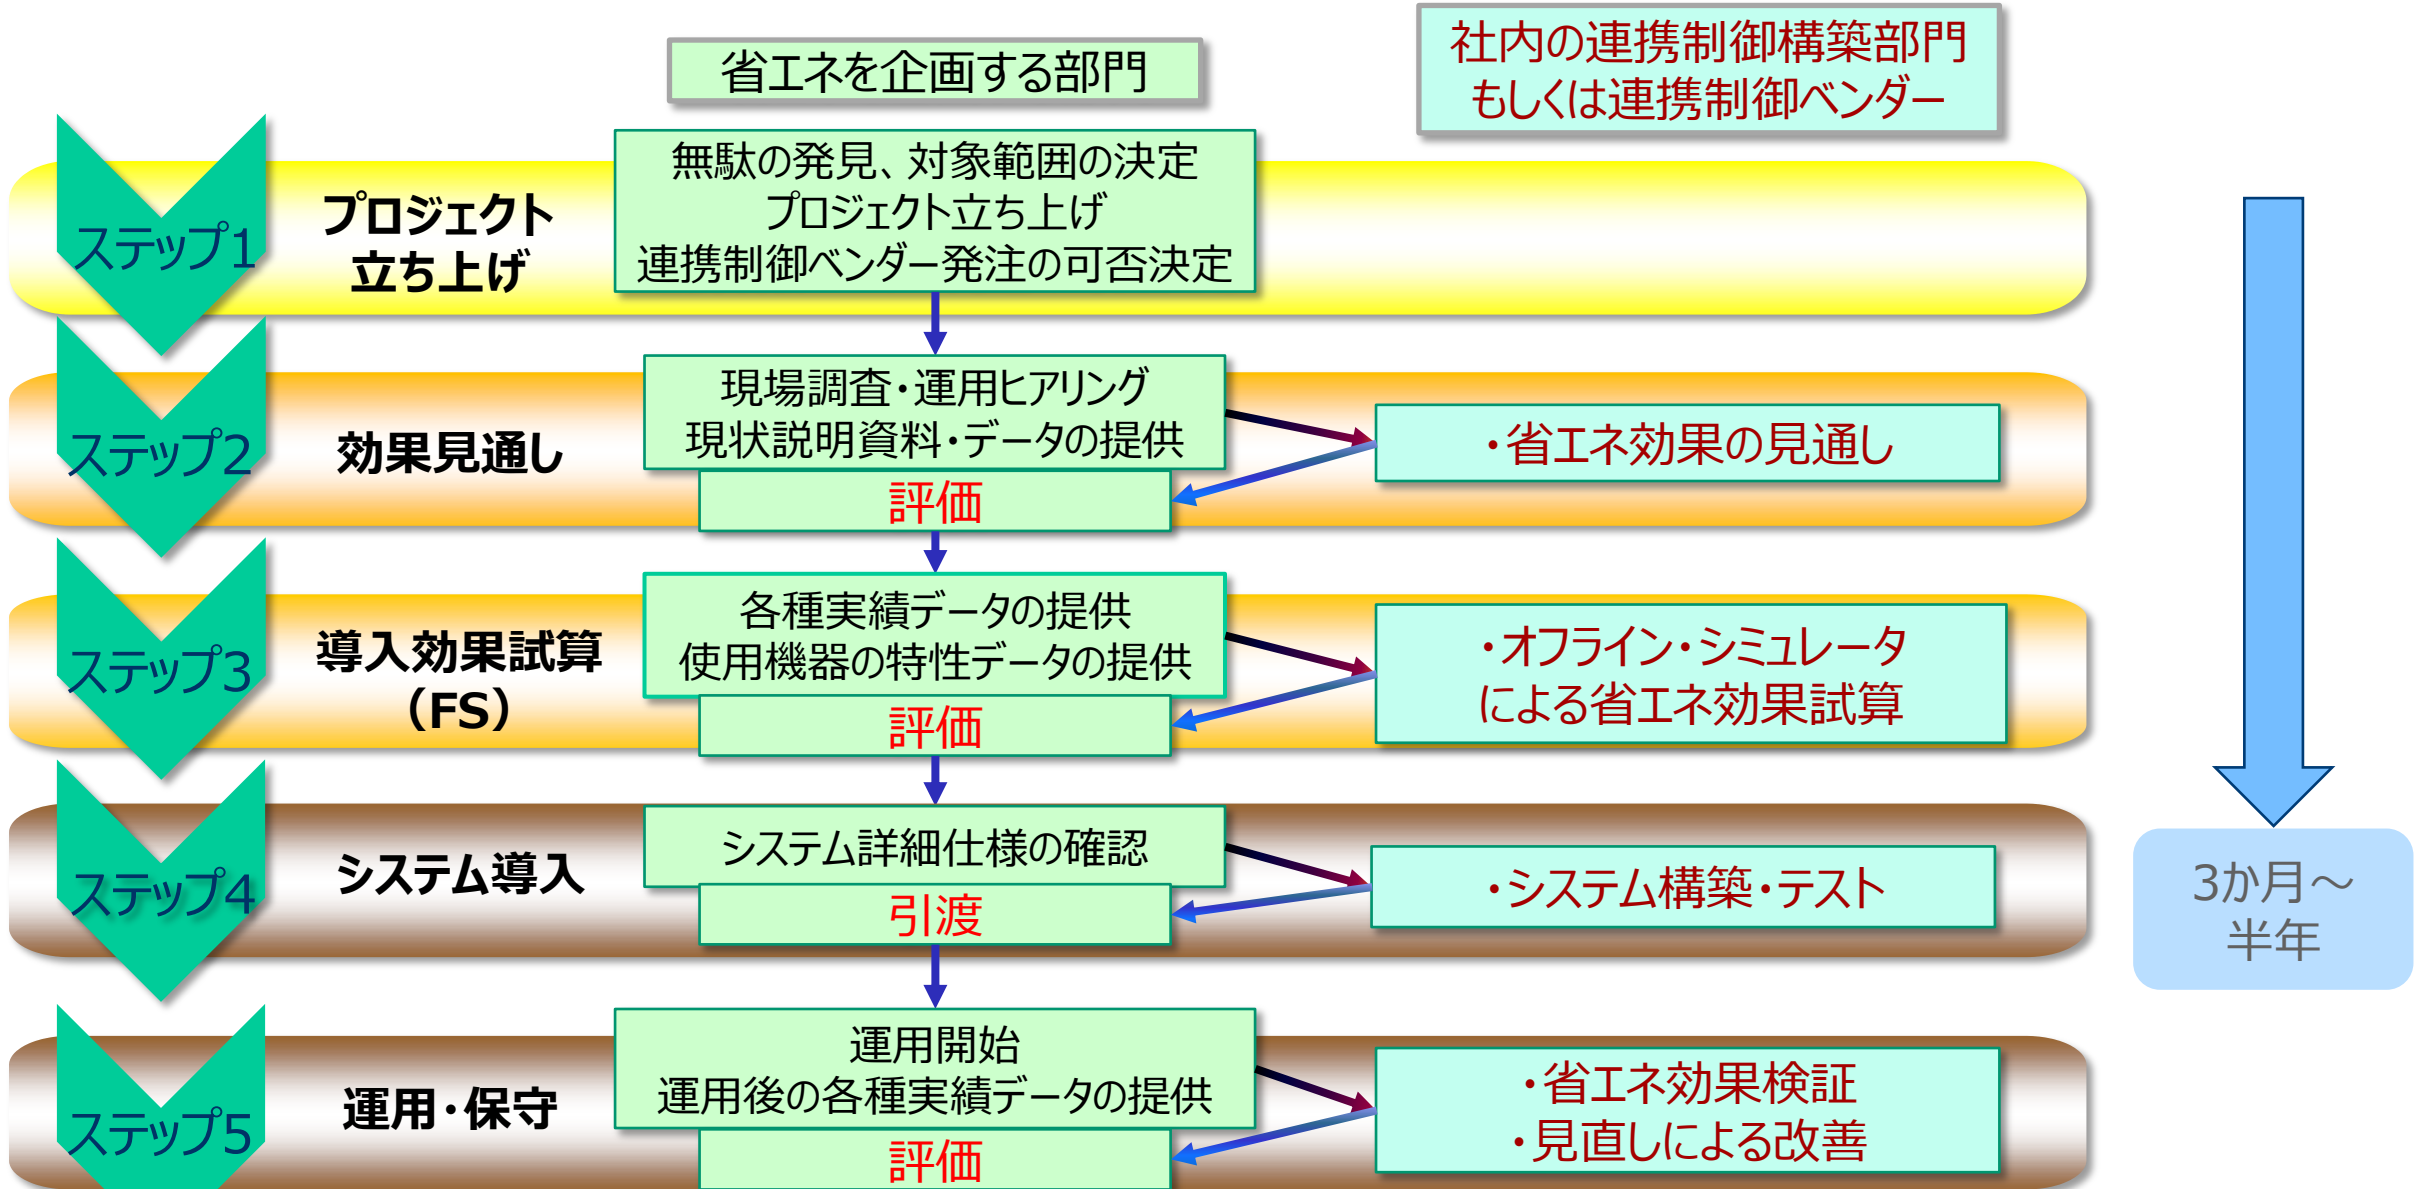 省エネを企画する部門
社内の連携制御構築部門
もしくは連携制御ベンダー
ステップ1
プロジェクト
立ち上げ
無駄の発見、対象範囲の決定
プロジェクト立ち上げ
連携制御ベンダー発注の可否決定
ステップ2
効果見通し
現場調査・運用ヒアリング
現状説明資料・データの提供
評価
・省エネ効果の見通し
ステップ3
導入効果試算
（FS）
各種実績データの提供
使用機器の特性データの提供
評価
・オフライン・シミュレータ
による省エネ効果試算
ステップ4
システム導入
システム詳細仕様の確認
引渡
・システム構築・テスト
3か月～
半年
ステップ5
運用・保守
運用開始
運用後の各種実績データの提供
評価
・省エネ効果検証
・見直しによる改善